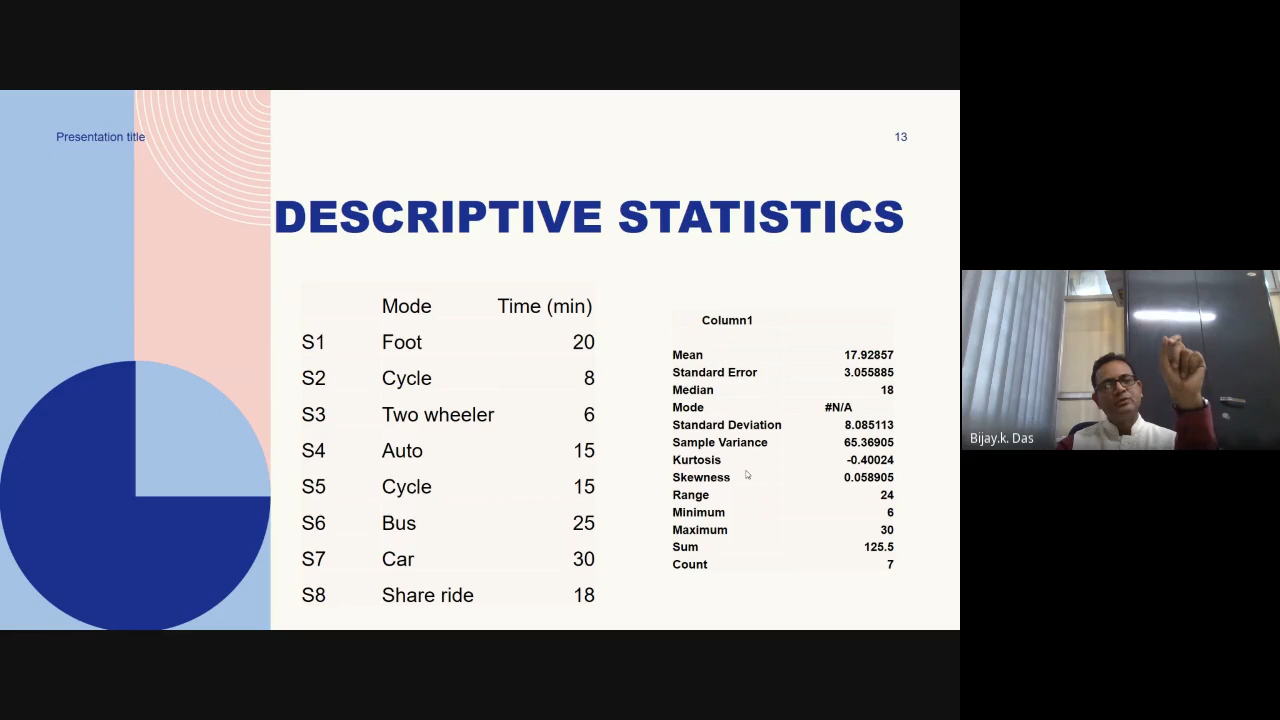 Presentation title
13
DESCRIPTIVE STATISTICS
Mode Time (min)
S1 Foot 20
S2 Cycle 8
S3 Two wheeler 6
S4 Auto 15
S5 Cycle 15
S6 Bus 25
S7 Car 30
S8 Share ride 18
Column1
Mean 17.92857
Standard Error 3.055885
Median 18
Mode #N/A
Standard Deviation 8.085113
Sample Variance 65.36905
Kurtosis -0.40024
Skewness 0.058905
Range 24
Minimum 6
Maximum 30
Sum 125.5
Count 7
Bijay.k. Das